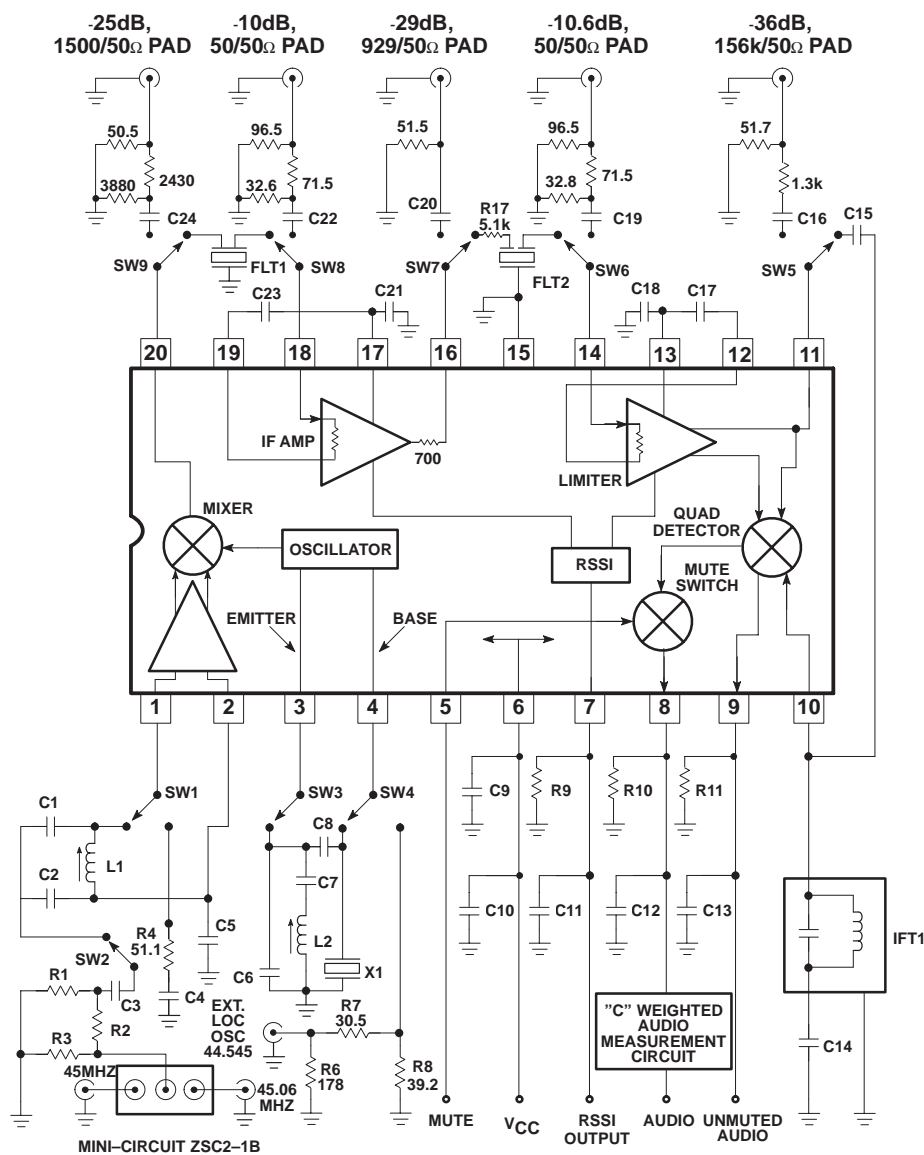 -25dB,
1500/50Ω PAD
-10dB,
50/50Ω PAD
-29dB,
929/50Ω PAD
-10.6dB,
50/50Ω PAD
-36dB,
156k/50Ω PAD
50.5
2430
3880
C24
96.5
71.5
32.6
C22
51.5
C20
R17
5.1k
96.5
71.5
32.8
C19
51.7
1.3k
C16
C15
SW9
FLT1
SW8
SW7
FLT2
SW6
SW5
C23
C21
C18
C17
20
19
18
17
16
15
14
13
12
11
IF AMP
700
LIMITER
MIXER
OSCILLATOR
RSSI
QUAD
DETECTOR
MUTE
SWITCH
EMITTER
BASE
1
2
3
4
5
6
7
8
9
10
SW1
C1
L1
C2
SW2
C3
R4
51.1
C4
C5
R1
R2
R3
45MHZ
45.06
MHZ
MINI–CIRCUIT ZSC2–1B
SW3
SW4
C8
C7
L2
C6
X1
EXT.
LOC
OSC
44.545
R7
30.5
R6
178
R8
39.2
C9
R9
R10
R11
C10
C11
C12
C13
"C" WEIGHTED
AUDIO
MEASUREMENT
CIRCUIT
IFT1
C14
MUTE
VCC
RSSI
OUTPUT
AUDIO
UNMUTED
AUDIO